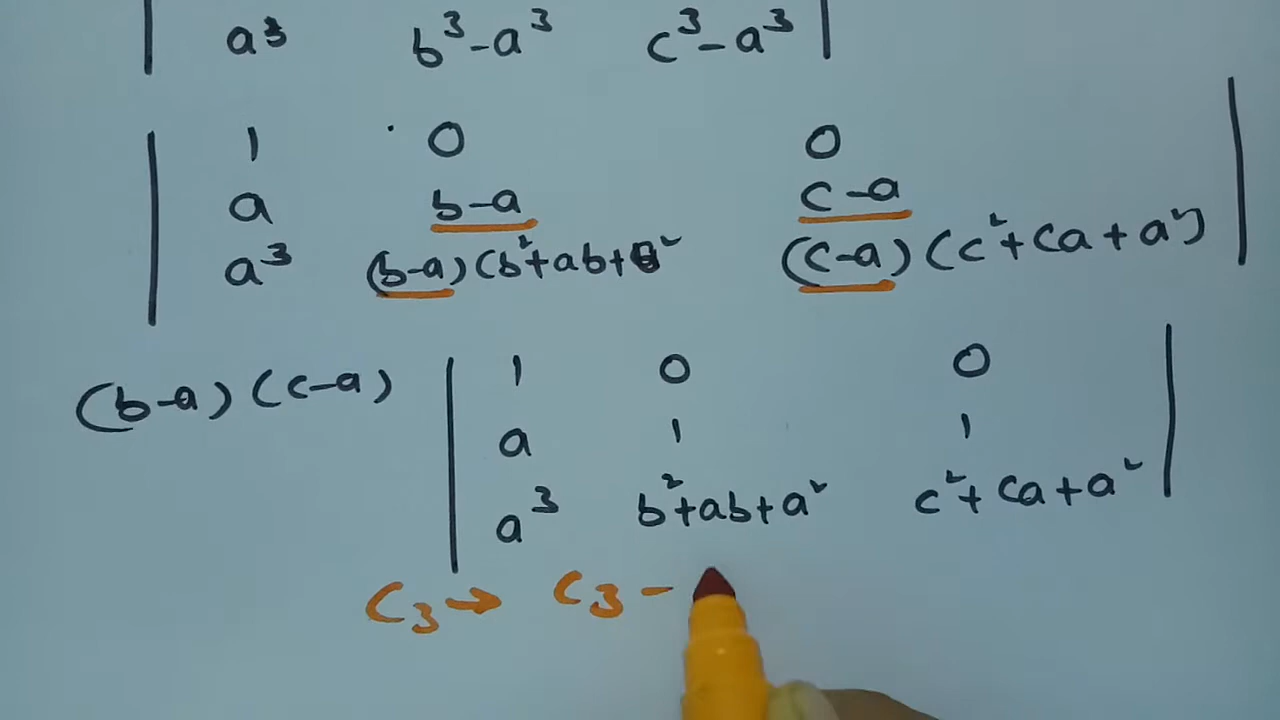 a³ b³-a³ c³-a³
1 0 0
a b-a c-a
a³ (b-a)(b²+ab+a² (c-a)(c²+ca+a²)
(b-a)(c-a) 1 0 0
a 1 1
a³ b²+ab+a² c²+ca+a²
C₃→ C₃-